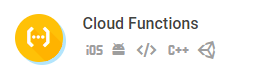 Cloud Functions
iOS </> C++